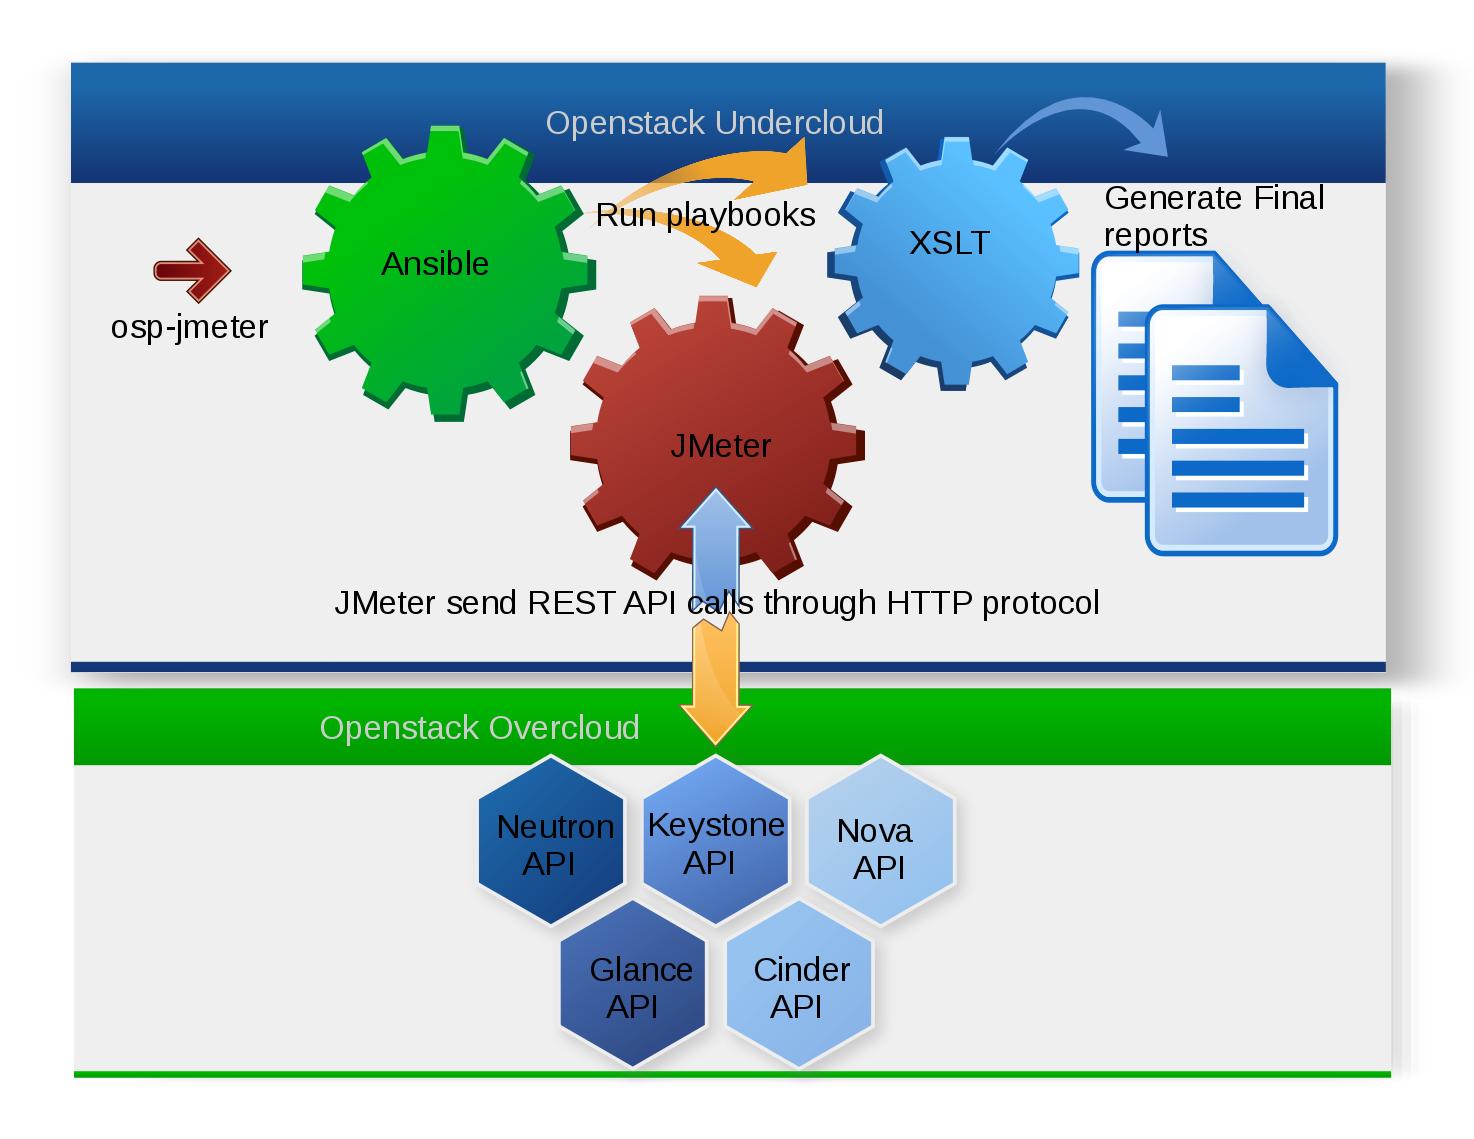 Openstack Undercloud
Run playbooks
Generate Final
reports
Ansible
XSLT
osp-jmeter
JMeter
JMeter send REST API calls through HTTP protocol
Openstack Overcloud
Neutron
API
Keystone
API
Nova
API
Glance
API
Cinder
API